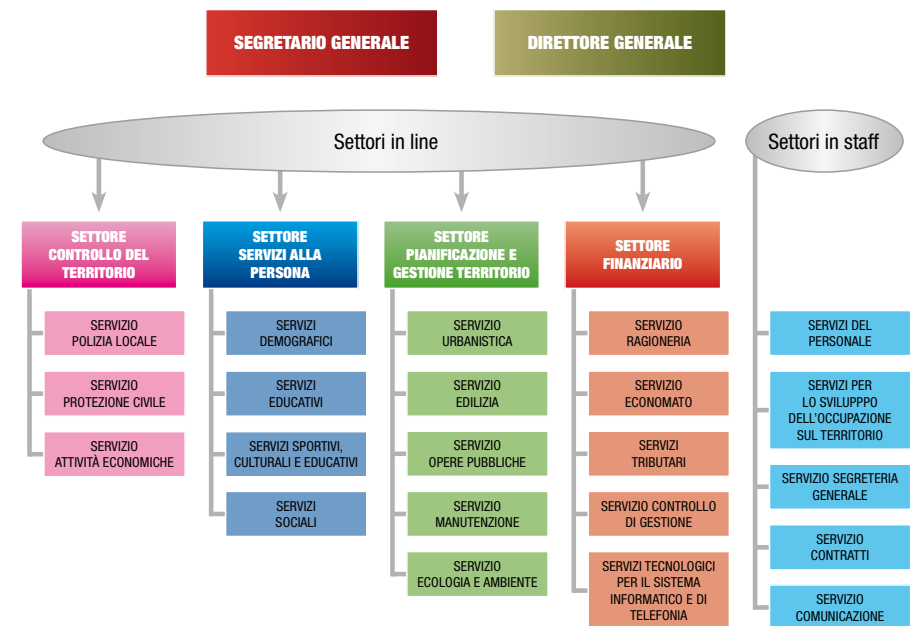 SEGRETARIO GENERALE
DIRETTORE GENERALE
Settori in line
Settori in staff
SETTORE
CONTROLLO DEL
TERRITORIO
SERVIZIO
POLIZIA LOCALE
SERVIZIO
PROTEZIONE CIVILE
SERVIZIO
ATTIVITÀ ECONOMICHE
SETTORE
SERVIZI ALLA
PERSONA
SERVIZI
DEMOGRAFICI
SERVIZI
EDUCATIVI
SERVIZI SPORTIVI,
CULTURALI E EDUCATIVI
SERVIZI
SOCIALI
SETTORE
PIANIFICAZIONE E
GESTIONE TERRITORIO
SERVIZIO
URBANISTICA
SERVIZIO
EDILIZIA
SERVIZIO
OPERE PUBBLICHE
SERVIZIO
MANUTENZIONE
SERVIZIO
ECOLOGIA E AMBIENTE
SETTORE
FINANZIARIO
SERVIZIO
RAGIONERIA
SERVIZIO
ECONOMATO
SERVIZI
TRIBUTARI
SERVIZIO CONTROLLO
DI GESTIONE
SERVIZI TECNOLOGICI
PER IL SISTEMA
INFORMATICO E DI
TELEFONIA
SERVIZI DEL
PERSONALE
SERVIZI PER
LO SVILUPPPO
DELL'OCCUPAZIONE
SUL TERRITORIO
SERVIZIO SEGRETERIA
GENERALE
SERVIZIO
CONTRATTI
SERVIZIO
COMUNICAZIONE